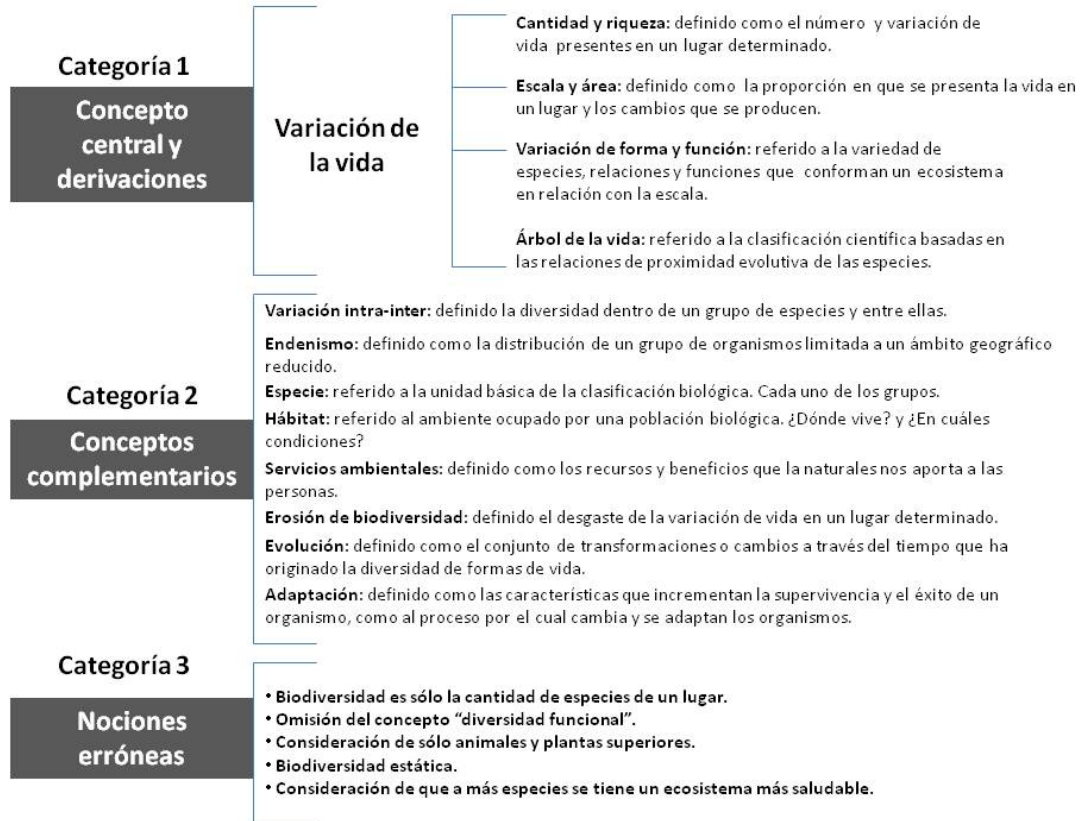 Categoría 1
Concepto
central y
derivaciones
Variación de
la vida
Cantidad y riqueza: definido como el número y variación de
vida presentes en un lugar determinado.
Escala y área: definido como la proporción en que se presenta la vida en
un lugar y los cambios que se producen.
Variación de forma y función: referido a la variedad de
especies, relaciones y funciones que conforman un ecosistema
en relación con la escala.
Árbol de la vida: referido a la clasificación científica basadas en
las relaciones de proximidad evolutiva de las especies.
Categoría 2
Conceptos
complementarios
Variación intra-inter: definido la diversidad dentro de un grupo de especies y entre ellas.
Endenismo: definido como la distribución de un grupo de organismos limitada a un ámbito geográfico
reducido.
Especie: referido a la unidad básica de la clasificación biológica. Cada uno de los grupos.
Hábitat: referido al ambiente ocupado por una población biológica. ¿Dónde vive? y ¿En cuáles
condiciones?
Servicios ambientales: definido como los recursos y beneficios que la naturales nos aporta a las
personas.
Erosión de biodiversidad: definido el desgaste de la variación de vida en un lugar determinado.
Evolución: definido como el conjunto de transformaciones o cambios a través del tiempo que ha
originado la diversidad de formas de vida.
Adaptación: definido como las características que incrementan la supervivencia y el éxito de un
organismo, como al proceso por el cual cambia y se adaptan los organismos.
Categoría 3
Nociones
erróneas
• Biodiversidad es sólo la cantidad de especies de un lugar.
• Omisión del concepto “diversidad funcional”.
• Consideración de sólo animales y plantas superiores.
• Biodiversidad estática.
• Consideración de que a más especies se tiene un ecosistema más saludable.